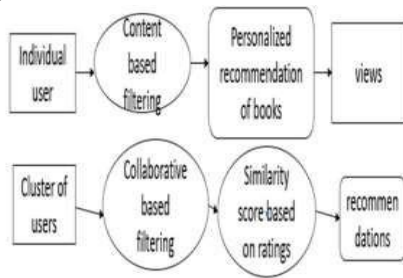 Individual
user
Content
based
filtering
Personalized
recommendation
of books
views
Cluster of
users
Collaborative
based
filtering
Similarity
score based
on ratings
recommen
dations